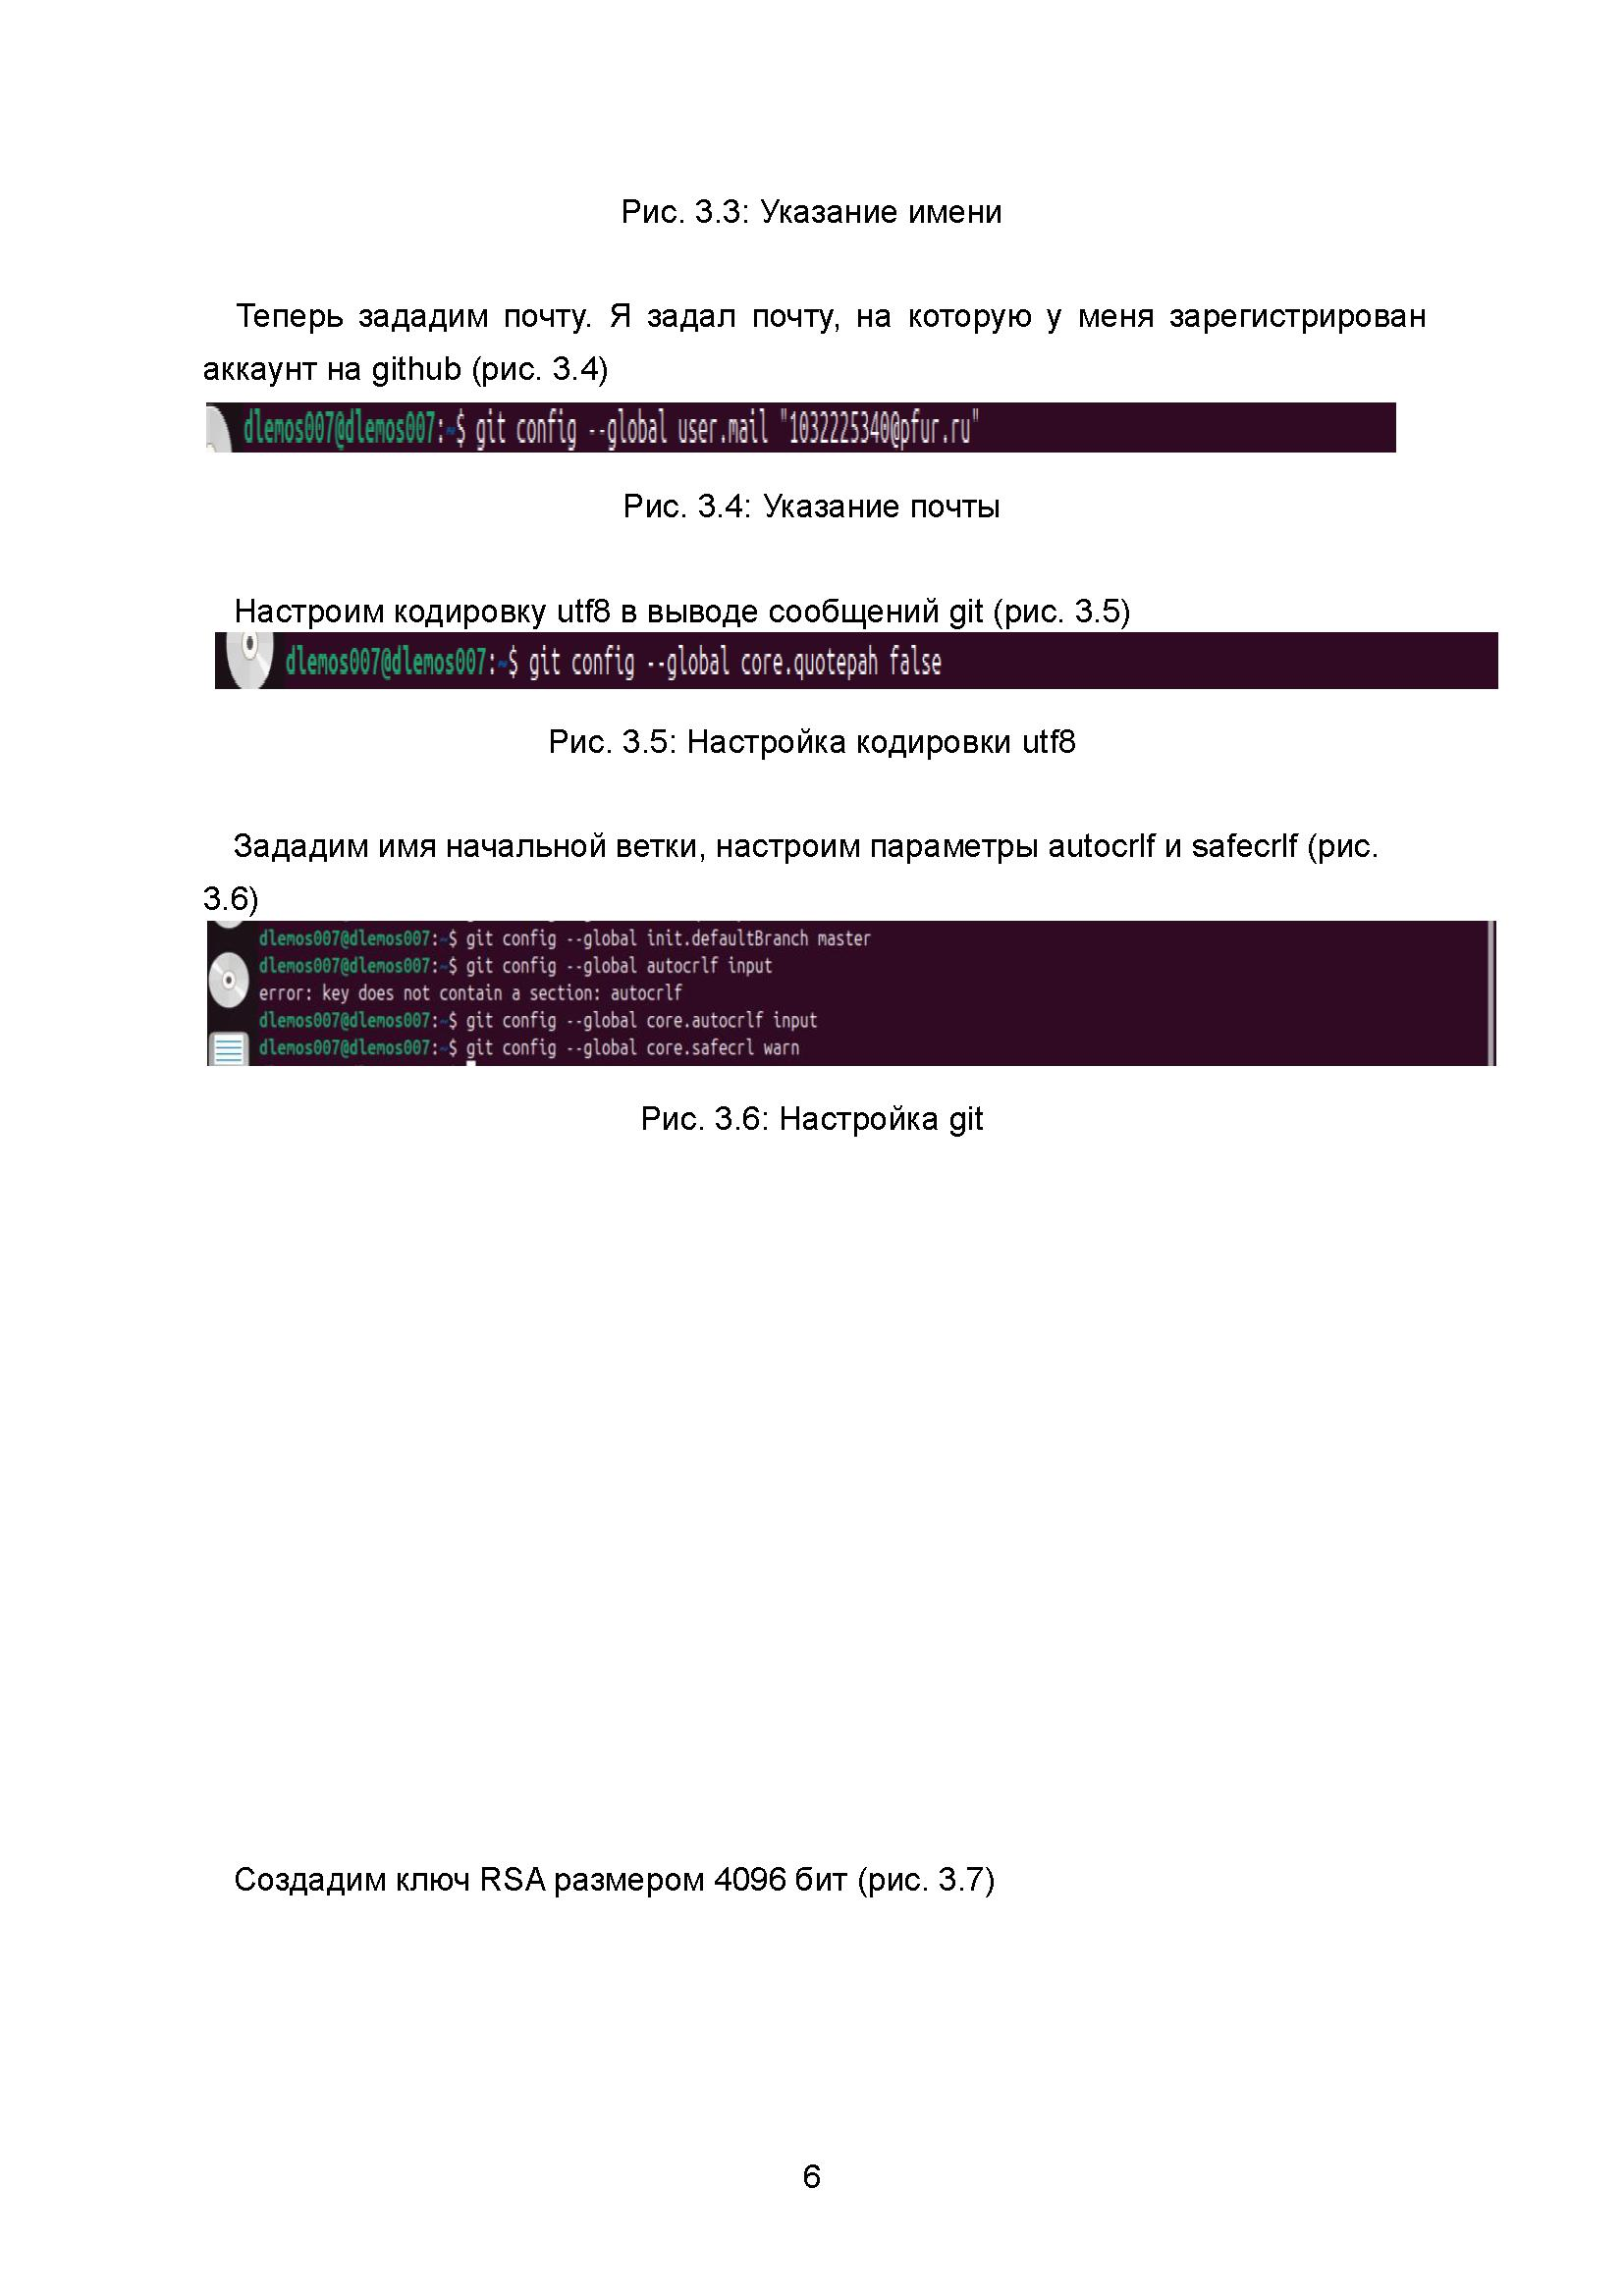 Рис. 3.3: Указание имени
Теперь зададим почту. Я задал почту, на которую у меня зарегистрирован
аккаунт на github (рис. 3.4)
dlemos007@dlemos007:~$ git config --global user.mail "1032225340@pfur.ru"
Рис. 3.4: Указание почты
Настроим кодировку utf8 в выводе сообщений git (рис. 3.5)
dlemos007@dlemos007:~$ git config --global core.quotepah false
Рис. 3.5: Настройка кодировки utf8
Зададим имя начальной ветки, настроим параметры autocrlf и safecrlf (рис.
3.6)
dlemos007@dlemos007:~$ git config --global init.defaultBranch master
dlemos007@dlemos007:~$ git config --global autocrlf input
error: key does not contain a section: autocrlf
dlemos007@dlemos007:~$ git config --global core.autocrlf input
dlemos007@dlemos007:~$ git config --global core.safecrl warn
Рис. 3.6: Настройка git
Создадим ключ RSA размером 4096 бит (рис. 3.7)
6